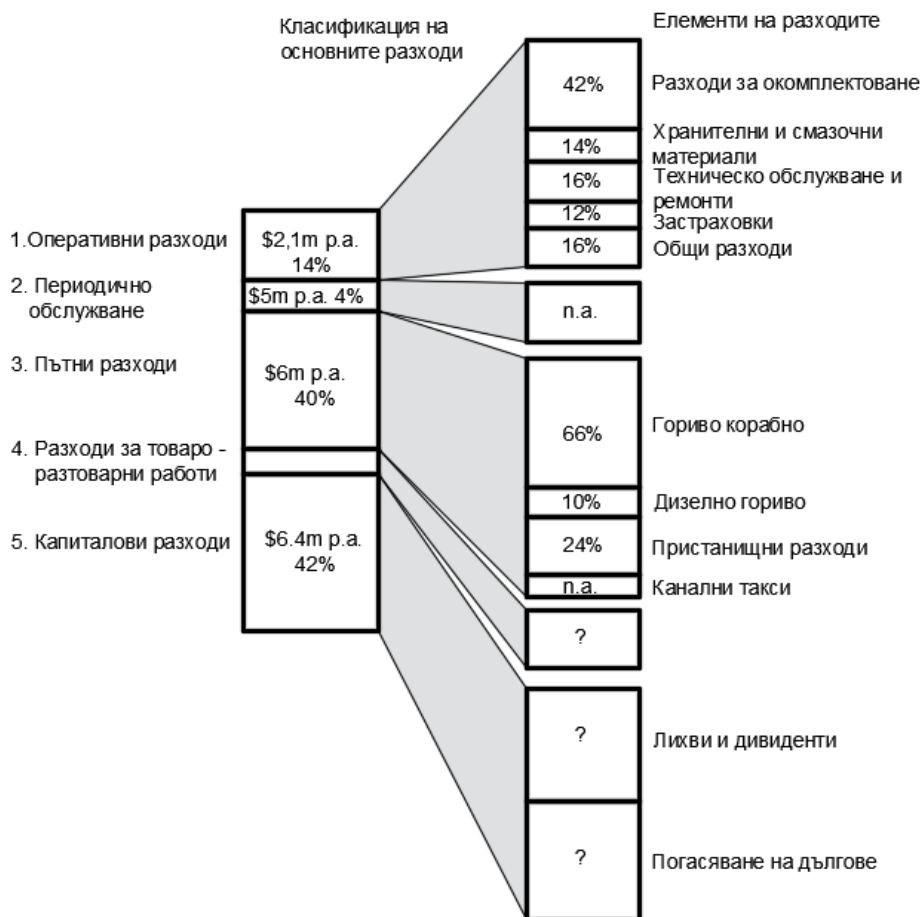 Класификация на
основните разходи
Елементи на разходите
1.Оперативни разходи
$2,1m p.a.
14%
2. Периодично
обслужване
$5m p.a. 4%
3. Пътни разходи
$6m p.a.
40%
4. Разходи за товаро -
разтоварни работи
5. Капиталови разходи
$6.4m p.a.
42%
42%
Разходи за окомплектоване
14%
Хранителни и смазочни
материали
16%
Техническо обслужване и
ремонти
12%
Застраховки
16%
Общи разходи
n.a.
66%
Гориво корабно
10%
Дизелно гориво
24%
Пристанищни разходи
n.a.
Канални такси
?
?
Лихви и дивиденти
?
Погасяване на дългове